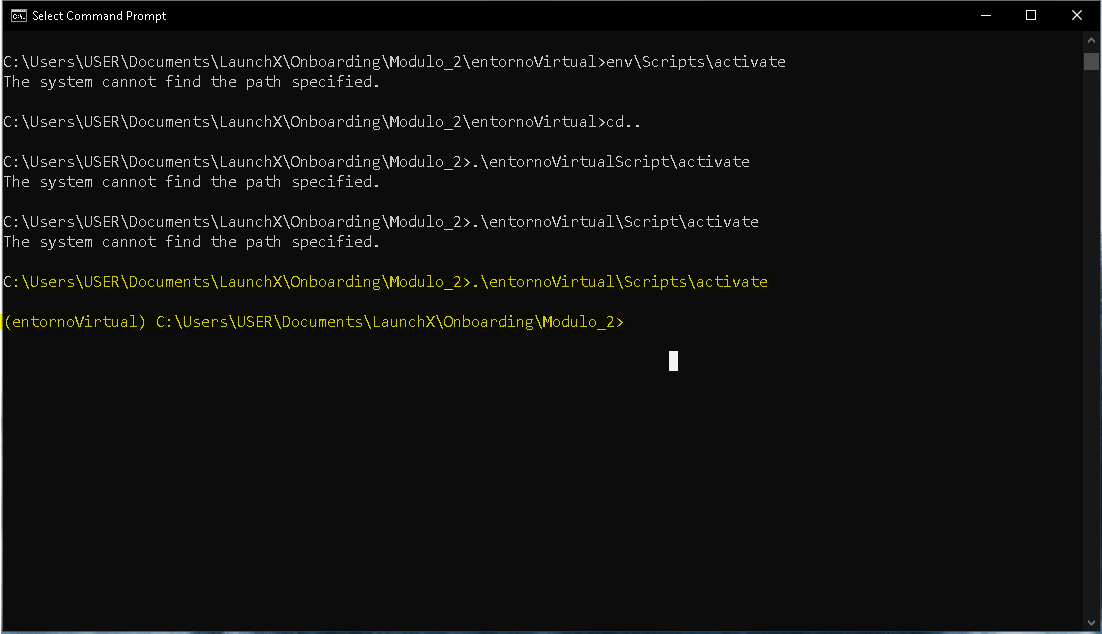 Select Command Prompt
C:\Users\USER\Documents\LaunchX\Onboarding\Modulo_2\entornoVirtual>env\Scripts\activate
The system cannot find the path specified.
C:\Users\USER\Documents\LaunchX\Onboarding\Modulo_2\entornoVirtual>cd..
C:\Users\USER\Documents\LaunchX\Onboarding\Modulo_2>.\entornoVirtualScript\activate
The system cannot find the path specified.
C:\Users\USER\Documents\LaunchX\Onboarding\Modulo_2>.\entornoVirtual\Script\activate
The system cannot find the path specified.
C:\Users\USER\Documents\LaunchX\Onboarding\Modulo_2>.\entornoVirtual\Scripts\activate
(entornoVirtual) C:\Users\USER\Documents\LaunchX\Onboarding\Modulo_2>